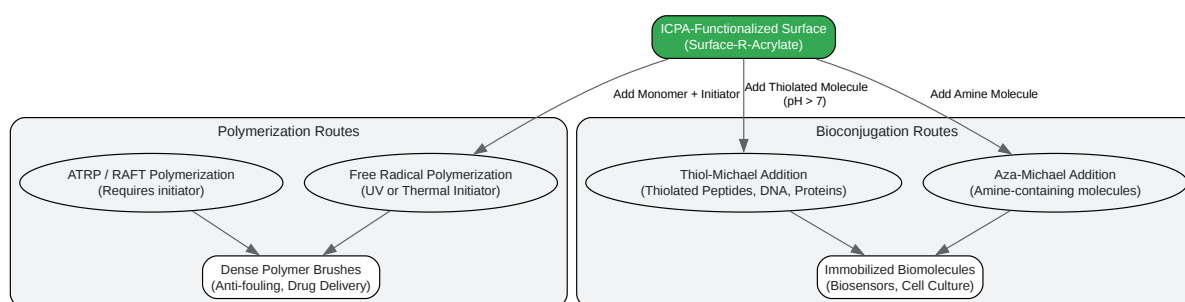 ICPA-Functionalized Surface
(Surface-R-Acrylate)
Add Monomer + Initiator
Add Thiolated Molecule
(pH > 7)
Add Amine Molecule
Polymerization Routes
Bioconjugation Routes
ATRP / RAFT Polymerization
(Requires initiator)
Free Radical Polymerization
(UV or Thermal Initiator)
Thiol-Michael Addition
(Thiolated Peptides, DNA, Proteins)
Aza-Michael Addition
(Amine-containing molecules)
Dense Polymer Brushes
(Anti-fouling, Drug Delivery)
Immobilized Biomolecules
(Biosensors, Cell Culture)